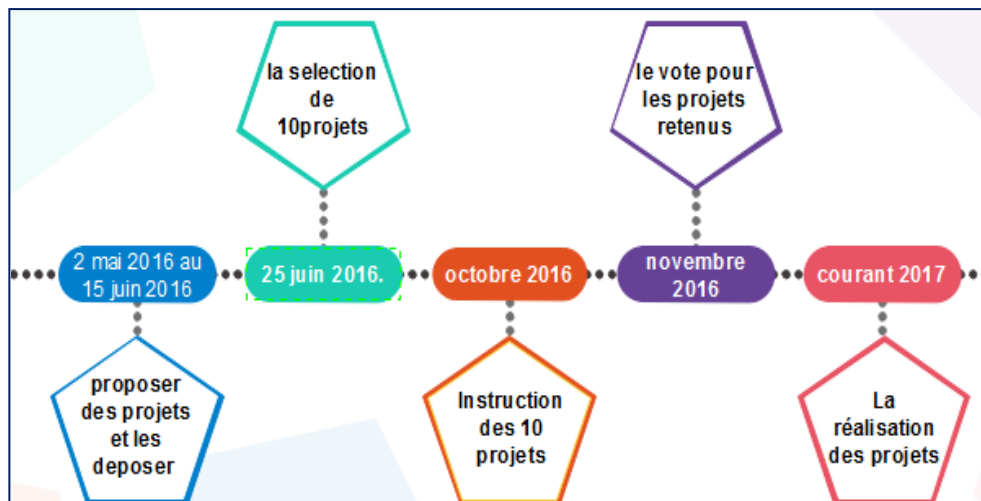 la selection
de
10projets
le vote pour
les projets
retenus
2 mai 2016 au
15 juin 2016
25 juin 2016.
octobre 2016
novembre
2016
courant 2017
proposer
des projets
et les
deposer
Instruction
des 10
projets
La
réalisation
des projets